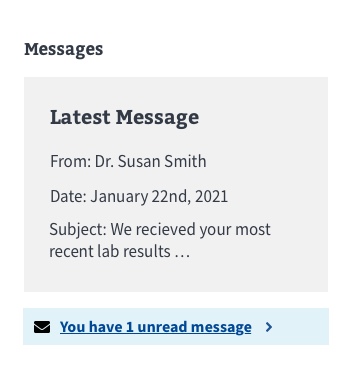 Messages
Latest Message
From: Dr. Susan Smith
Date: January 22nd, 2021
Subject: We recieved your most
recent lab results ...
You have 1 unread message